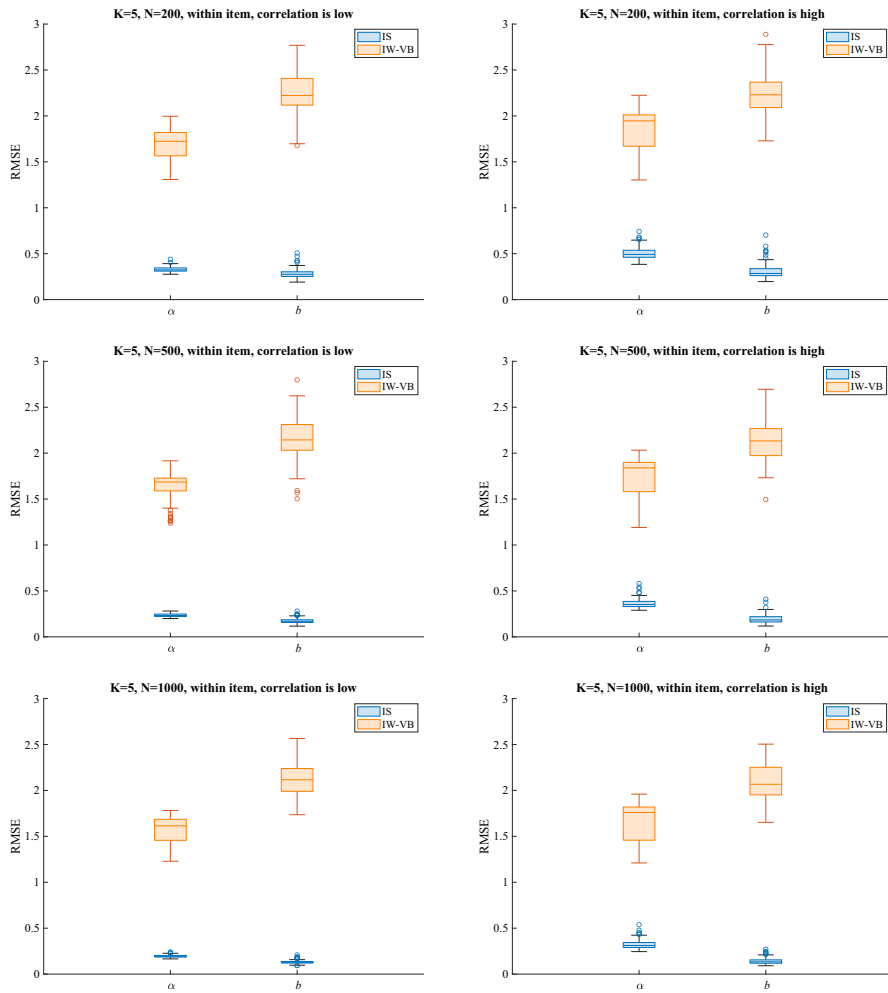 K=5, N=200, within item, correlation is low
3
2.5
2
1.5
1
0.5
0
RMSE
α
b
IS
IW-VB
K=5, N=200, within item, correlation is high
3
2.5
2
1.5
1
0.5
0
RMSE
α
b
IS
IW-VB
K=5, N=500, within item, correlation is low
3
2.5
2
1.5
1
0.5
0
RMSE
α
b
IS
IW-VB
K=5, N=500, within item, correlation is high
3
2.5
2
1.5
1
0.5
0
RMSE
α
b
IS
IW-VB
K=5, N=1000, within item, correlation is low
3
2.5
2
1.5
1
0.5
0
RMSE
α
b
IS
IW-VB
K=5, N=1000, within item, correlation is high
3
2.5
2
1.5
1
0.5
0
RMSE
α
b
IS
IW-VB